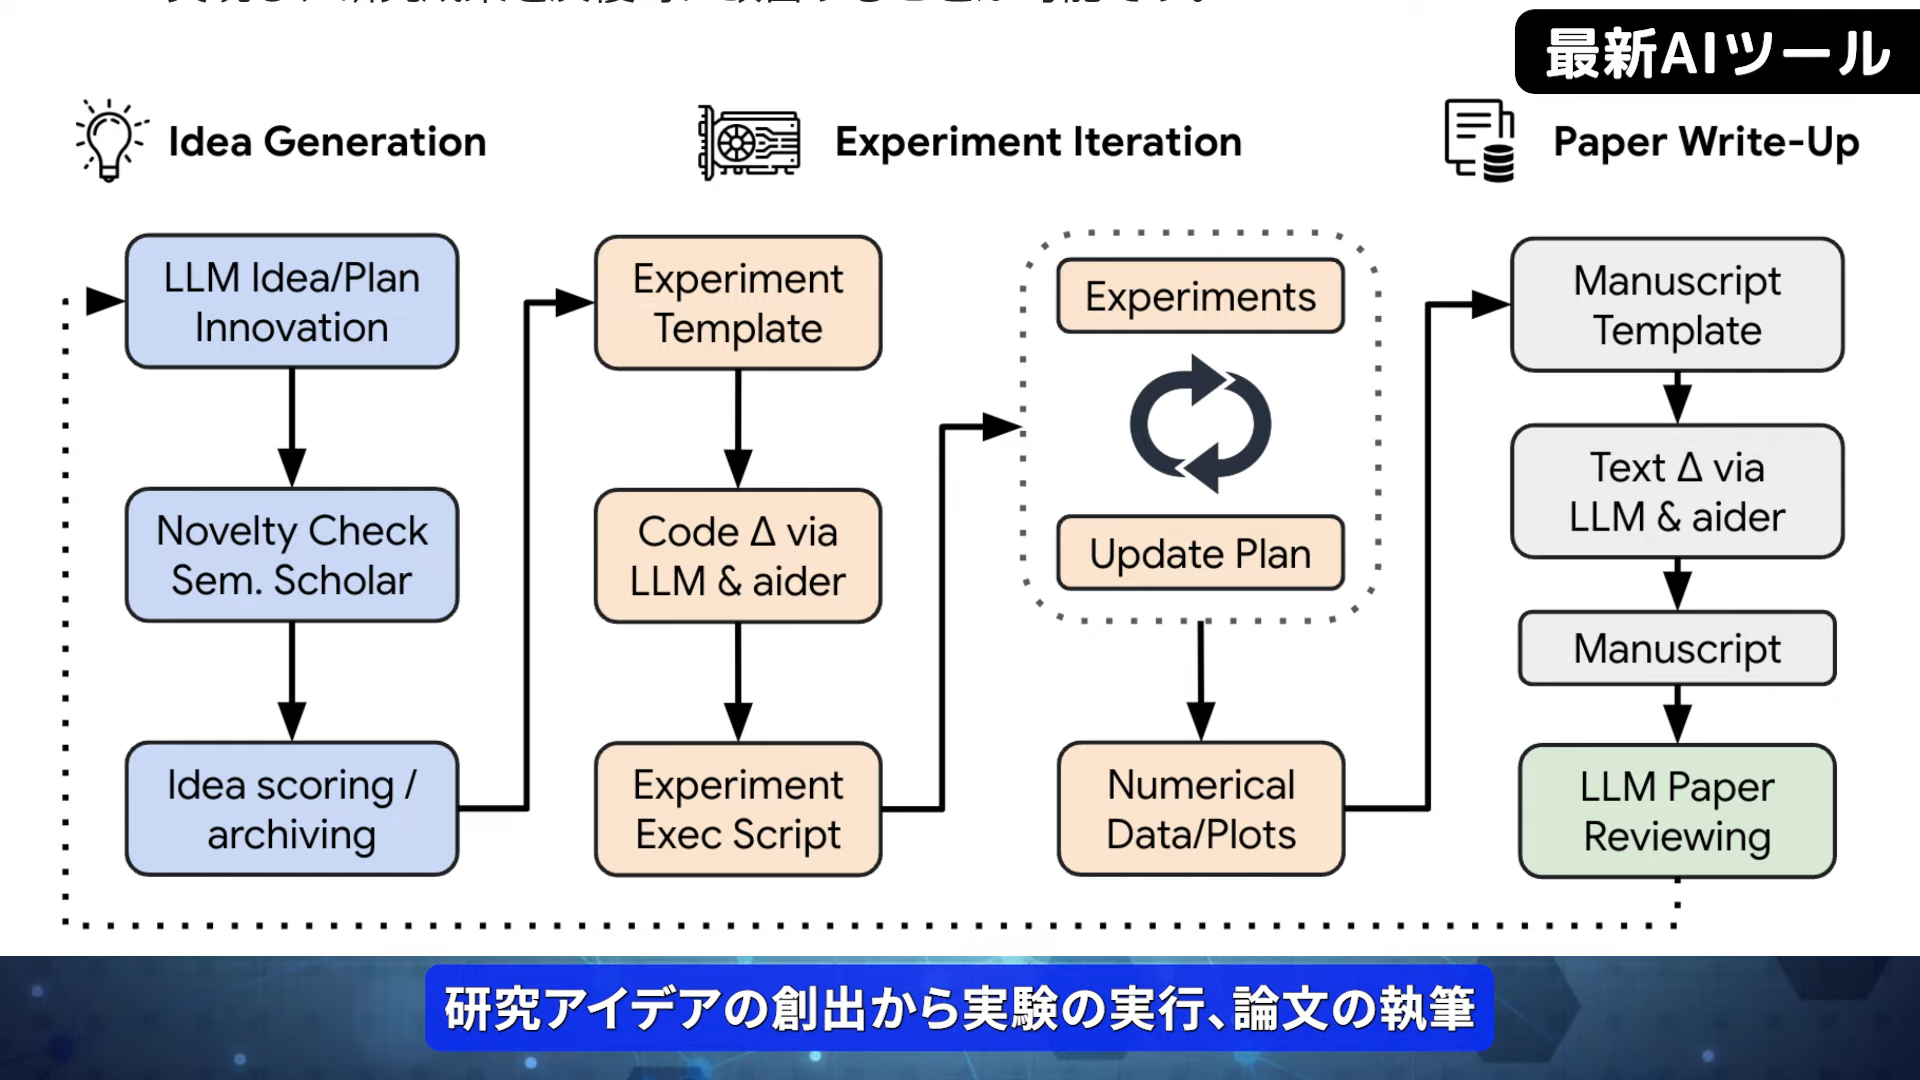 最新AIツール
Idea Generation
Experiment Iteration
Paper Write-Up
LLM Idea/Plan
Innovation
Novelty Check
Sem. Scholar
Idea scoring /
archiving
Experiment
Template
Code Δ via
LLM & aider
Experiment
Exec Script
Experiments
Update Plan
Numerical
Data/Plots
Manuscript
Template
Text Δ via
LLM & aider
Manuscript
LLM Paper
Reviewing
研究アイデアの創出から実験の実行、論文の執筆